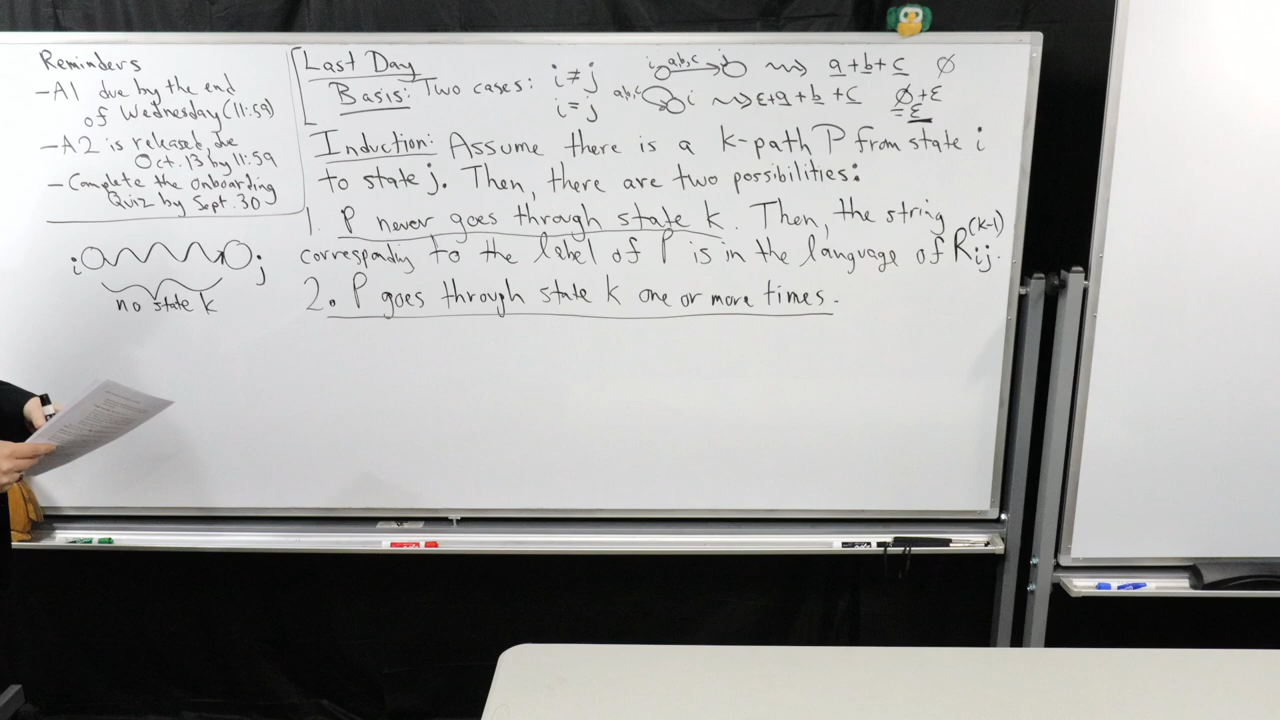 Reminders
- A1 due by the end
of Wednesday (11:59)
- A2 is released, due
Oct. 13 by 11:59
- Complete the onboarding
Quiz by Sept. 30
i j
no state k
Last Day
Basis: Two cases: i ≠ j
i = j
i a,b,c j ⇝ a + b + c ∅
a,b,c i ⇝ ε + a + b + c ∅ + ε
= ε
Induction: Assume there is a k-path P from state i
to state j. Then, there are two possibilities:
1. P never goes through state k. Then, the string
corresponding to the label of P is in the language of R_ij^(k-1).
2. P goes through state k one or more times.